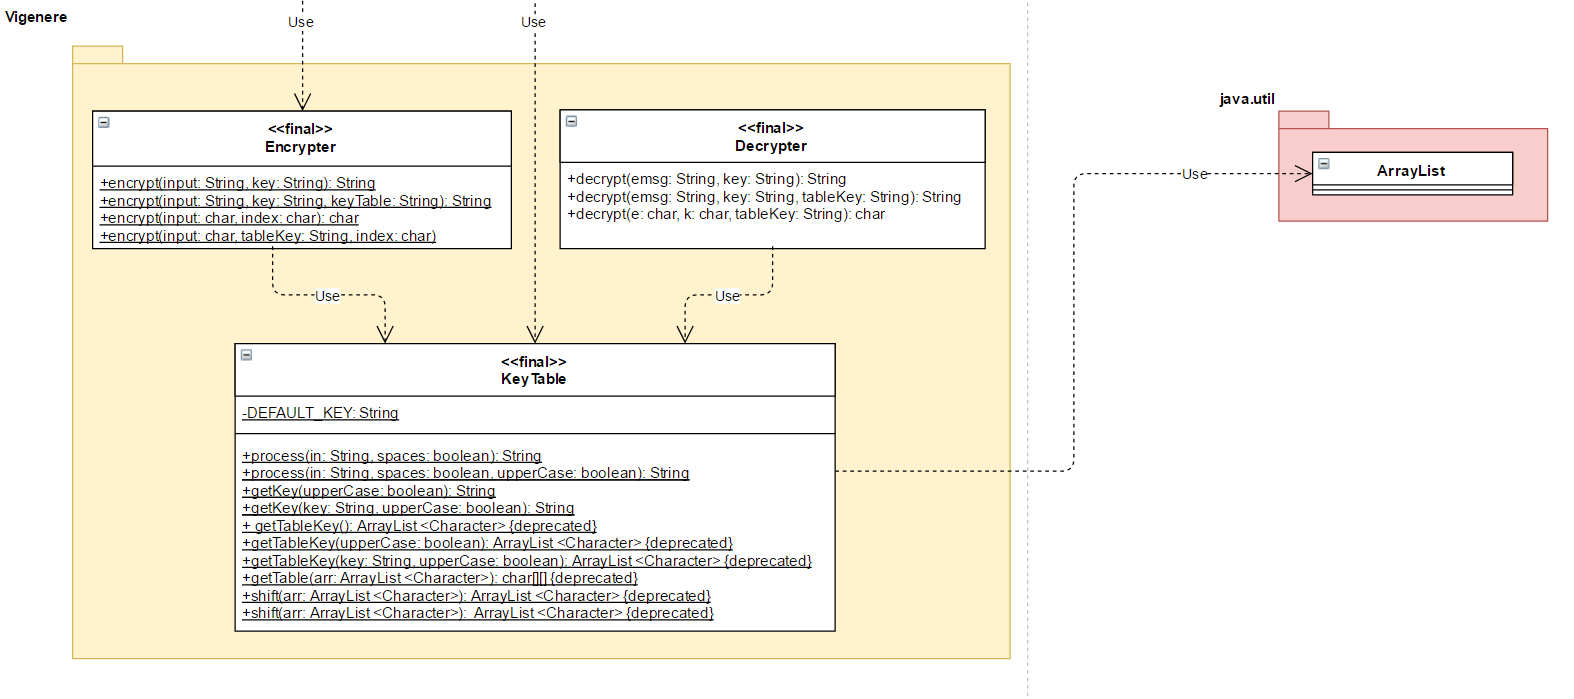 Vigenere
Use
Use
<<final>>
Encrypter
+encrypt(input: String, key: String): String
+encrypt(input: String, key: String, keyTable: String): String
+encrypt(input: char, index: char): char
+encrypt(input: char, tableKey: String, index: char)
<<final>>
Decrypter
+decrypt(emsg: String, key: String): String
+decrypt(emsg: String, key: String, tableKey: String): String
+decrypt(e: char, k: char, tableKey: String): char
java.util
ArrayList
Use
Use
Use
<<final>>
KeyTable
-DEFAULT_KEY: String
+process(in: String, spaces: boolean): String
+process(in: String, spaces: boolean, upperCase: boolean): String
+getKey(upperCase: boolean): String
+getKey(key: String, upperCase: boolean): String
+ getTableKey(): ArrayList <Character> {deprecated}
+getTableKey(upperCase: boolean): ArrayList <Character> {deprecated}
+getTableKey(key: String, upperCase: boolean): ArrayList <Character> {deprecated}
+getTable(arr: ArrayList <Character>): char[][] {deprecated}
+shift(arr: ArrayList <Character>): ArrayList <Character> {deprecated}
+shift(arr: ArrayList <Character>):  ArrayList <Character> {deprecated}